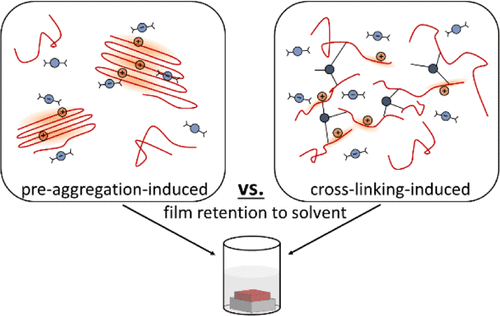 pre-aggregation-induced vs. cross-linking-induced
film retention to solvent